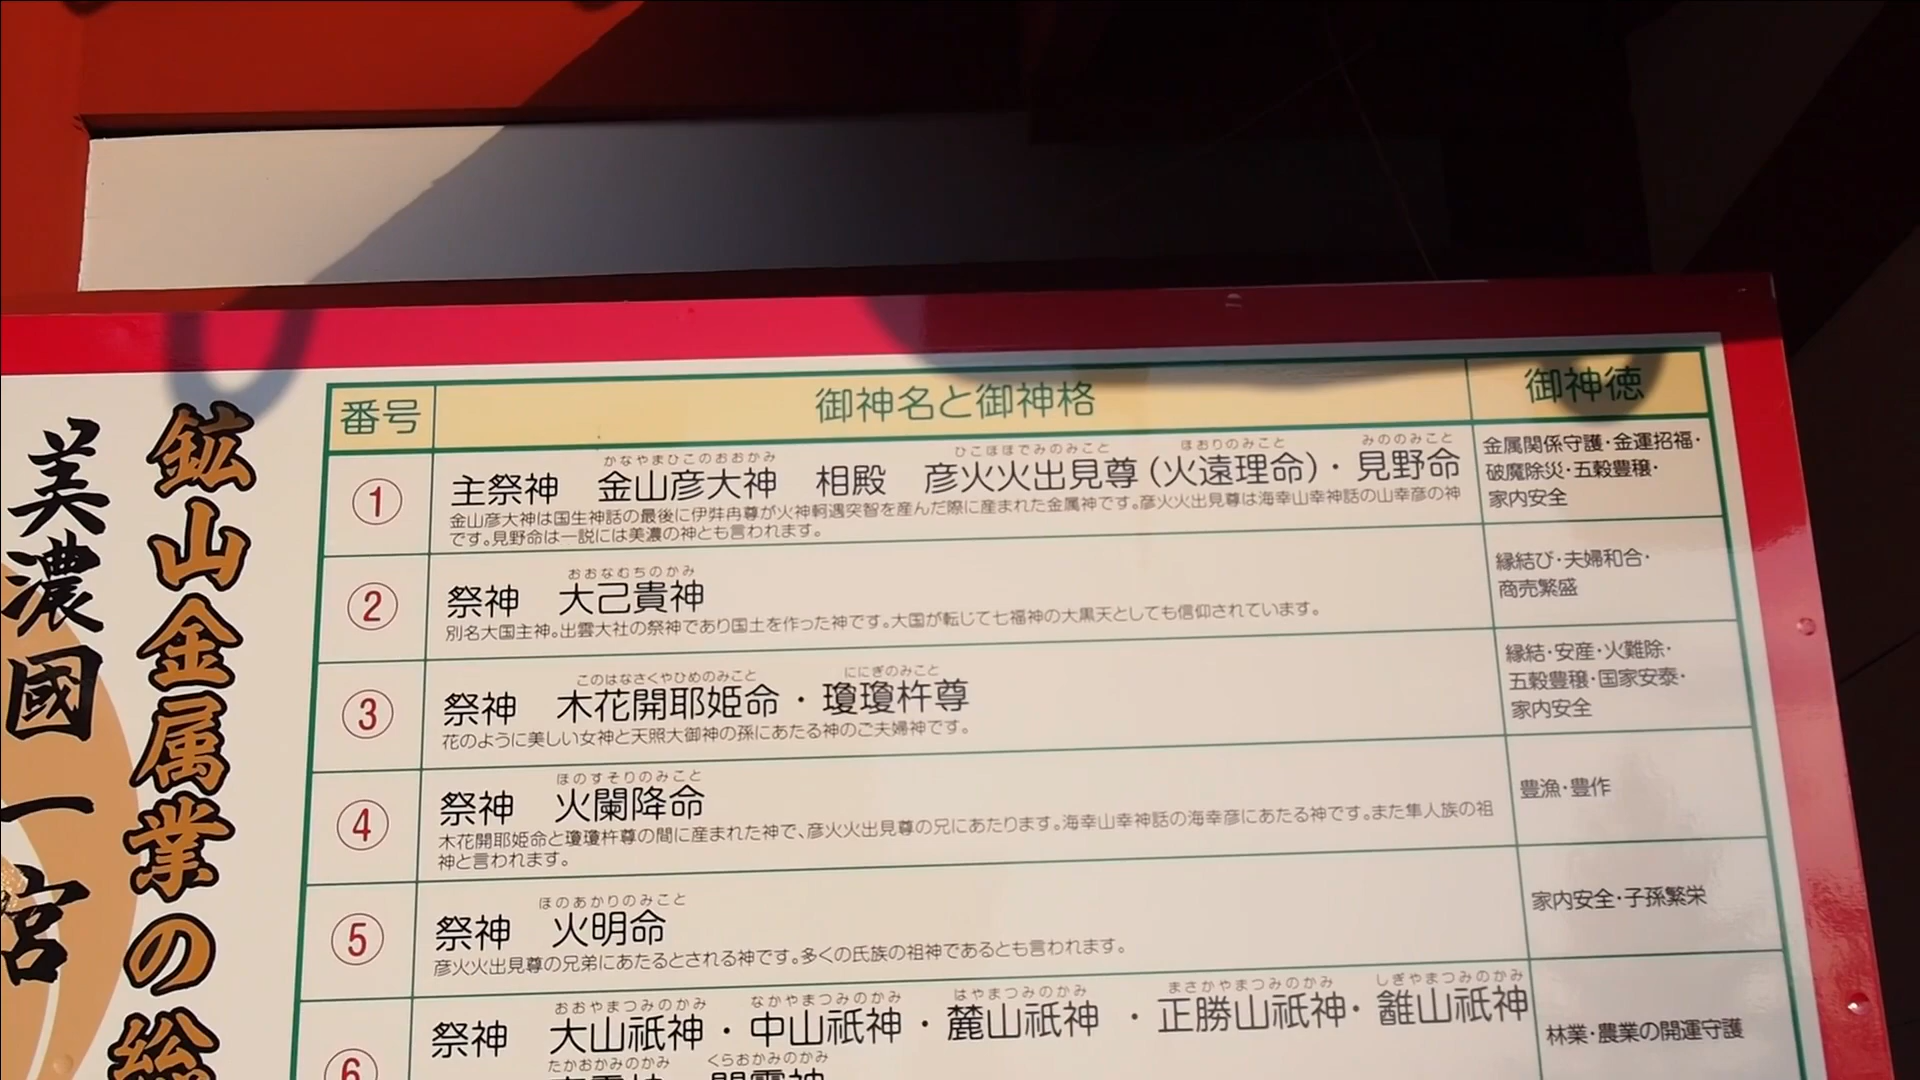 鉱山金属業の総
美濃國一宮
番号 御神名と御神格 御神徳
① かなやまひこのおおかみ ひこほほでみのみこと ほおりのみこと みののみこと
主祭神 金山彦大神 相殿 彦火火出見尊(火遠理命)・見野命
金山彦大神は国生神話の最後に伊弉冉尊が火神軻遇突智を産んだ際に産まれた金属神です。彦火火出見尊は海幸山幸神話の山幸彦の神
です。見野命は一説には美濃の神とも言われます。
金属関係守護・金運招福・
破魔除災・五穀豊穣・
家内安全
② おおなむちのかみ
祭神 大己貴神
別名大国主神。出雲大社の祭神であり国土を作った神です。大国が転じて七福神の大黒天としても信仰されています。
縁結び・夫婦和合・
商売繁盛
③ このはなさくやひめのみこと ににぎのみこと
祭神 木花開耶姫命・瓊瓊杵尊
花のように美しい女神と天照大御神の孫にあたる神のご夫婦神です。
縁結・安産・火難除・
五穀豊穣・国家安泰・
家内安全
④ ほのすそりのみこと
祭神 火闌降命
木花開耶姫命と瓊瓊杵尊の間に産まれた神で、彦火火出見尊の兄にあたります。海幸山幸神話の海幸彦にあたる神です。また隼人族の祖
神と言われます。
豊漁・豊作
⑤ ほのあかりのみこと
祭神 火明命
彦火火出見尊の兄弟にあたるとされる神です。多くの氏族の祖神であるとも言われます。
家内安全・子孫繁栄
⑥ おおやまつみのかみ なかやまつみのかみ はやまつみのかみ まさかやまつみのかみ しぎやまつみのかみ
祭神 大山祇神・中山祇神・麓山祇神・正勝山祇神・䨄山祇神
たかおかみのかみ くらおかみのかみ
林業・農業の開運守護